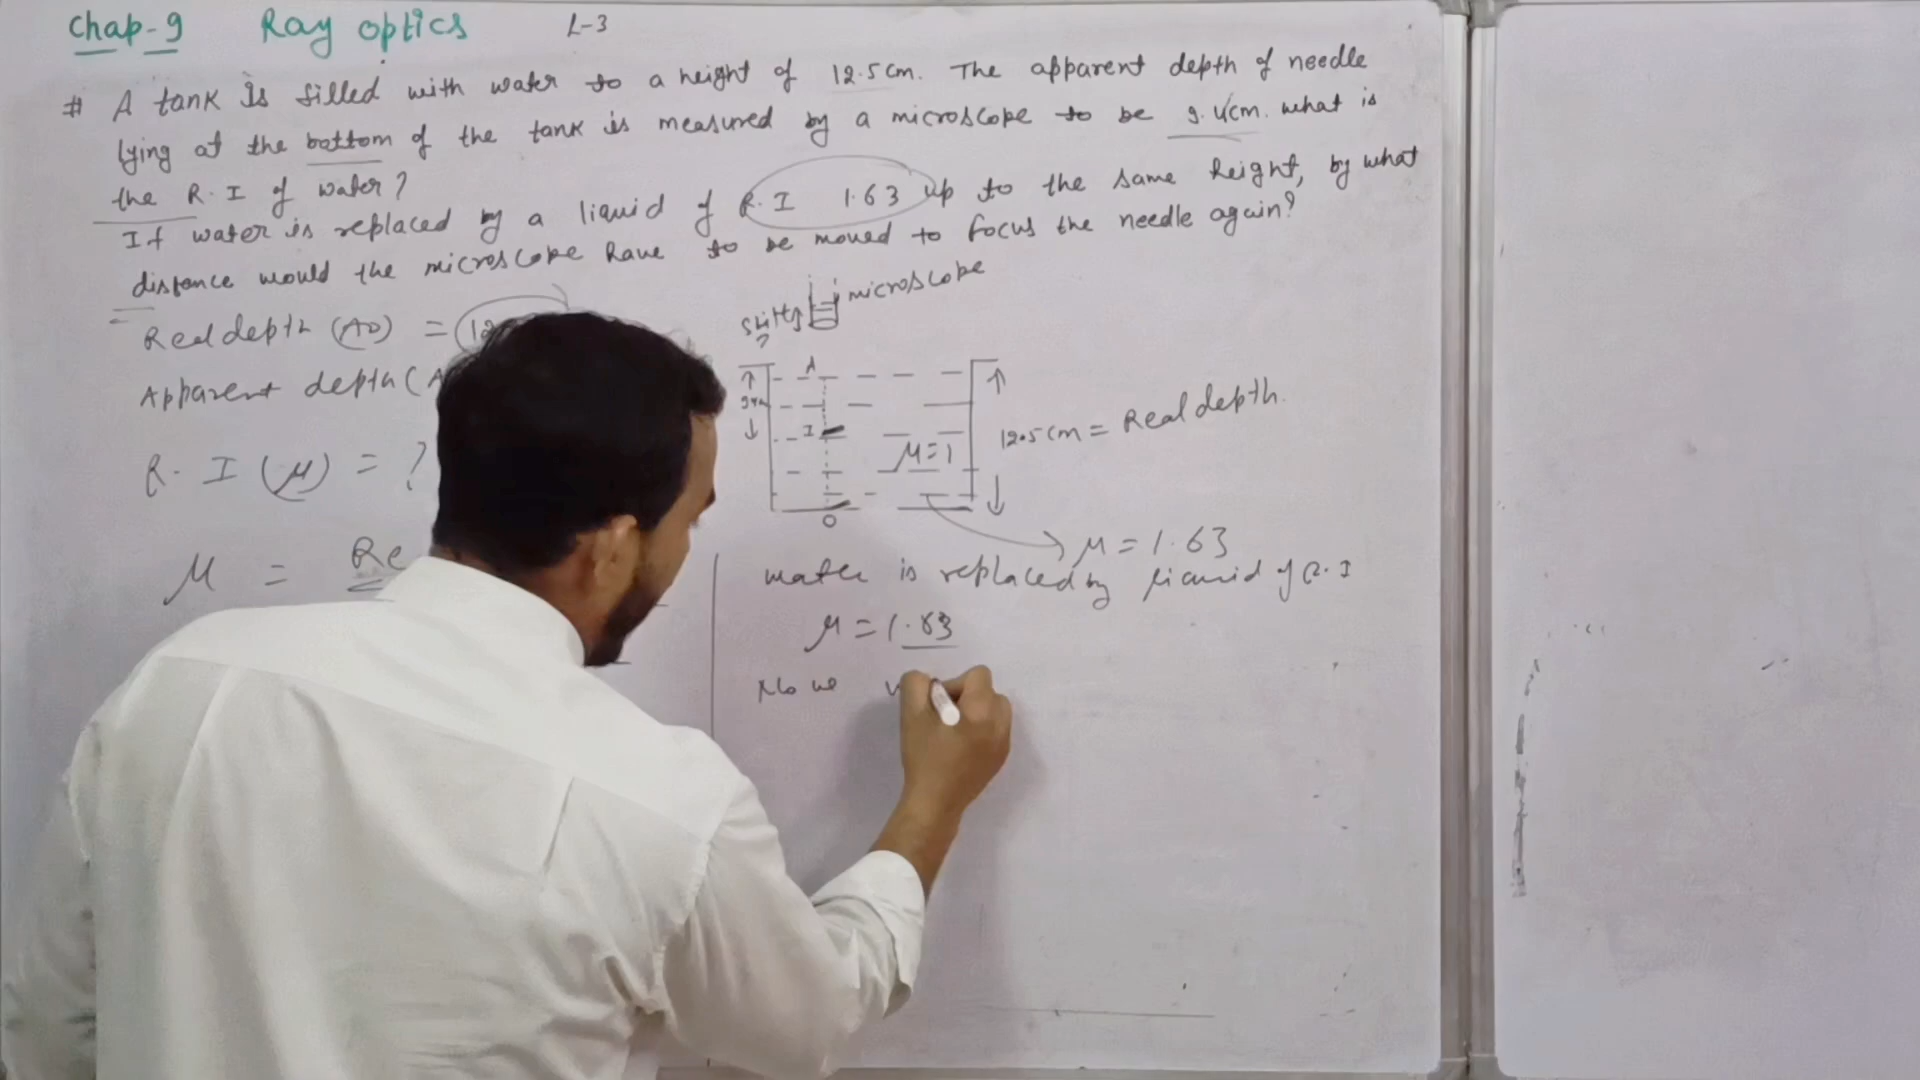 Chap-9 Ray optics L-3
# A tank is filled with water to a height of 12.5cm. The apparent depth of needle
lying at the bottom of the tank is measured by a microscope to be 9.4cm. what is
the R.I of water?
If water is replaced by a liquid of R.I 1.63 up to the same height, by what
distance would the microscope have to be moved to focus the needle again?
Real depth (AO) = 12
Apparent depth (A
R.I (μ) = ?
μ = Re
shift ?
microscope
A
I
O
μ=1
12.5cm = Real depth.
μ = 1.63
water is replaced by liquid of R.I
μ = 1.63